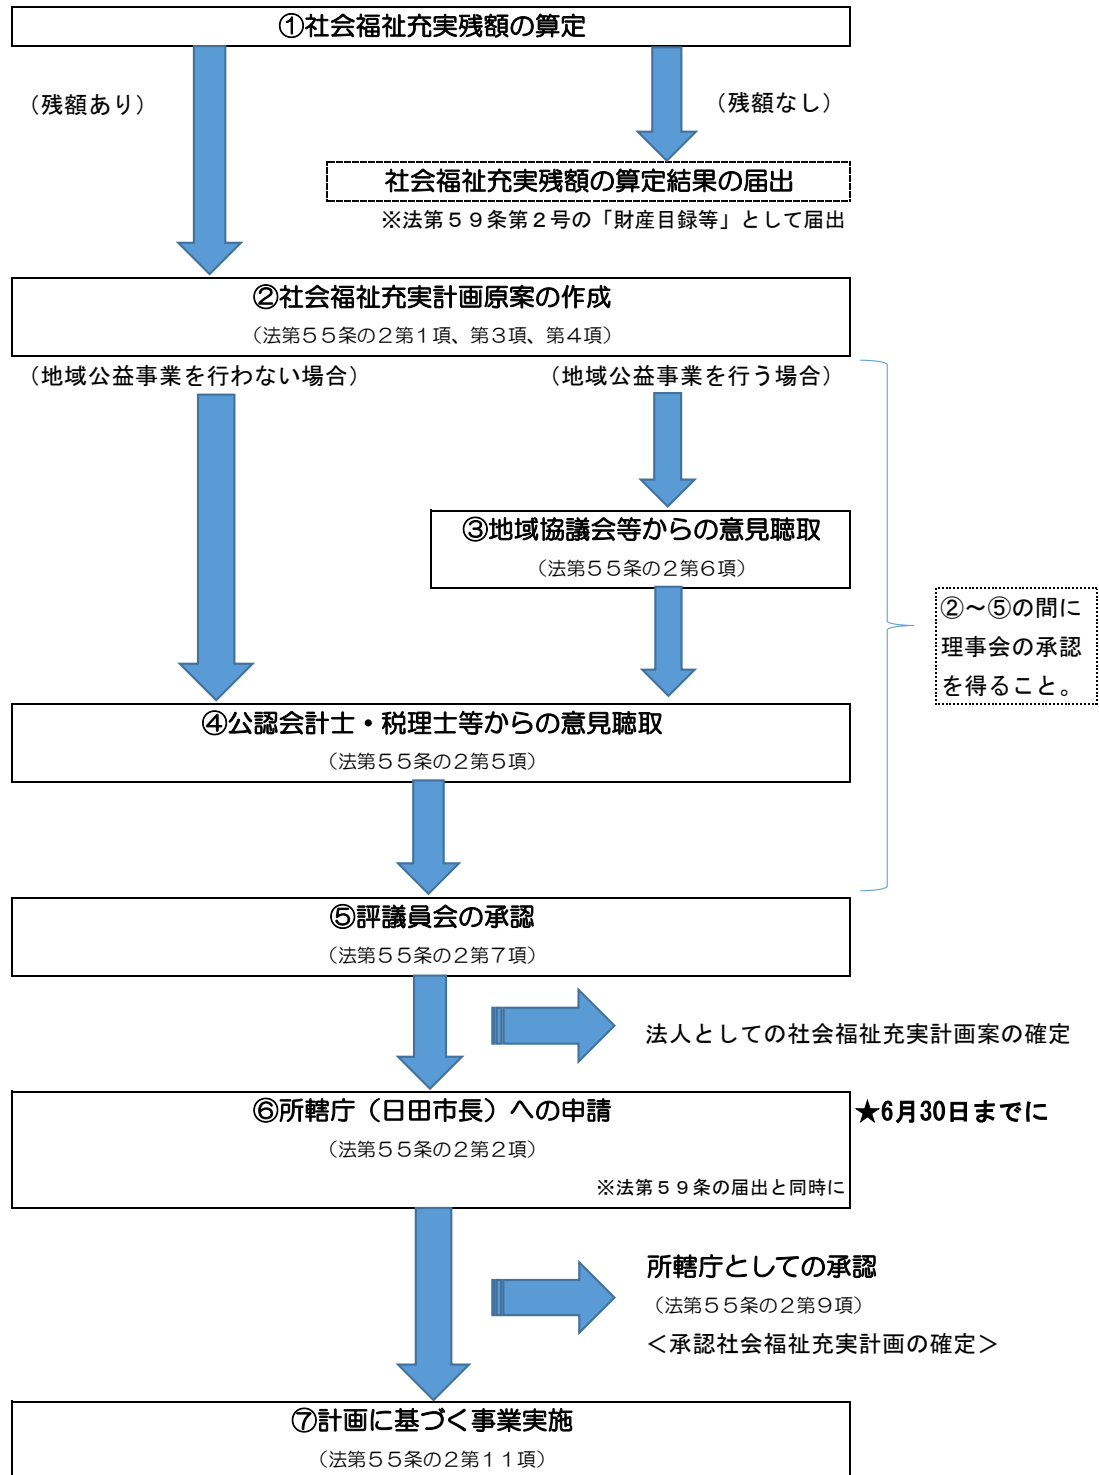 ①社会福祉充実残額の算定
（残額あり）
（残額なし）
社会福祉充実残額の算定結果の届出
※法第５９条第２号の「財産目録等」として届出
②社会福祉充実計画原案の作成
（法第５５条の２第１項、第３項、第４項）
（地域公益事業を行わない場合）
（地域公益事業を行う場合）
③地域協議会等からの意見聴取
（法第５５条の２第６項）
②～⑤の間に
理事会の承認
を得ること。
④公認会計士・税理士等からの意見聴取
（法第５５条の２第５項）
⑤評議員会の承認
（法第５５条の２第７項）
法人としての社会福祉充実計画案の確定
⑥所轄庁（日田市長）への申請
★6月30日までに
（法第５５条の２第２項）
※法第５９条の届出と同時に
所轄庁としての承認
（法第５５条の２第９項）
＜承認社会福祉充実計画の確定＞
⑦計画に基づく事業実施
（法第５５条の２第１１項）